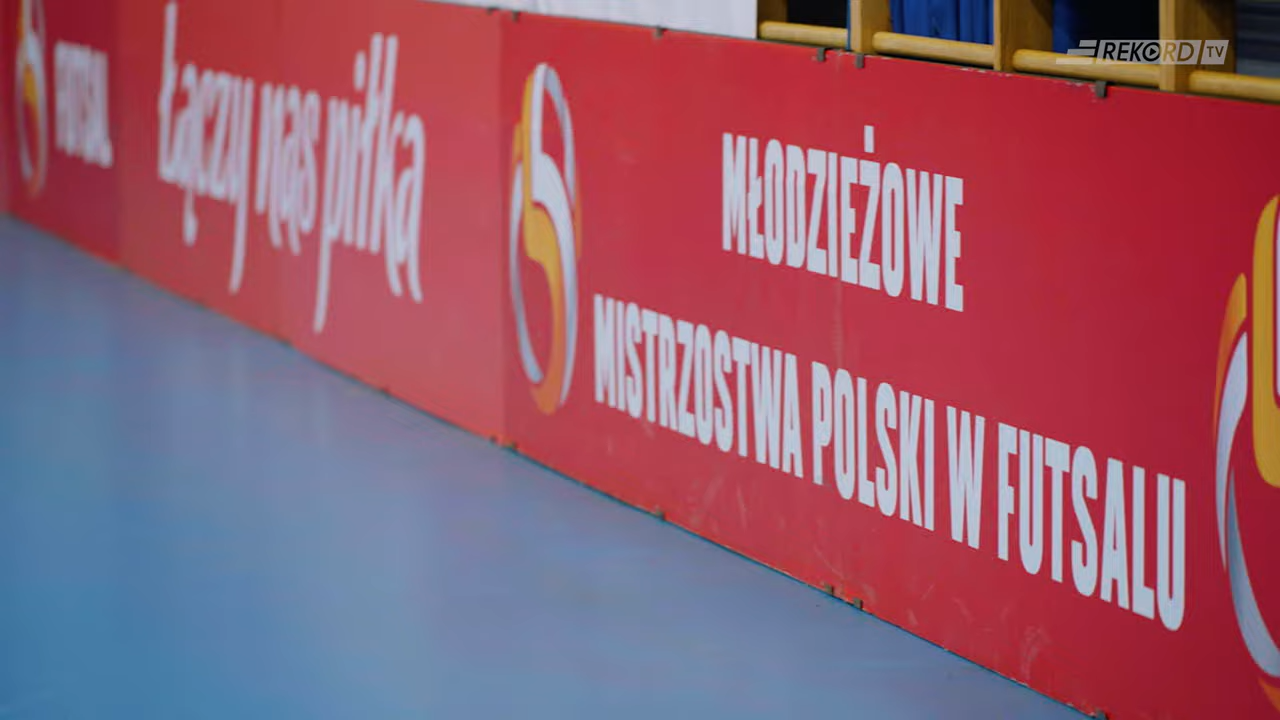 REKORD TV
FUTSAL
Łączy nas piłka
MŁODZIEŻOWE
MISTRZOSTWA POLSKI W FUTSALU